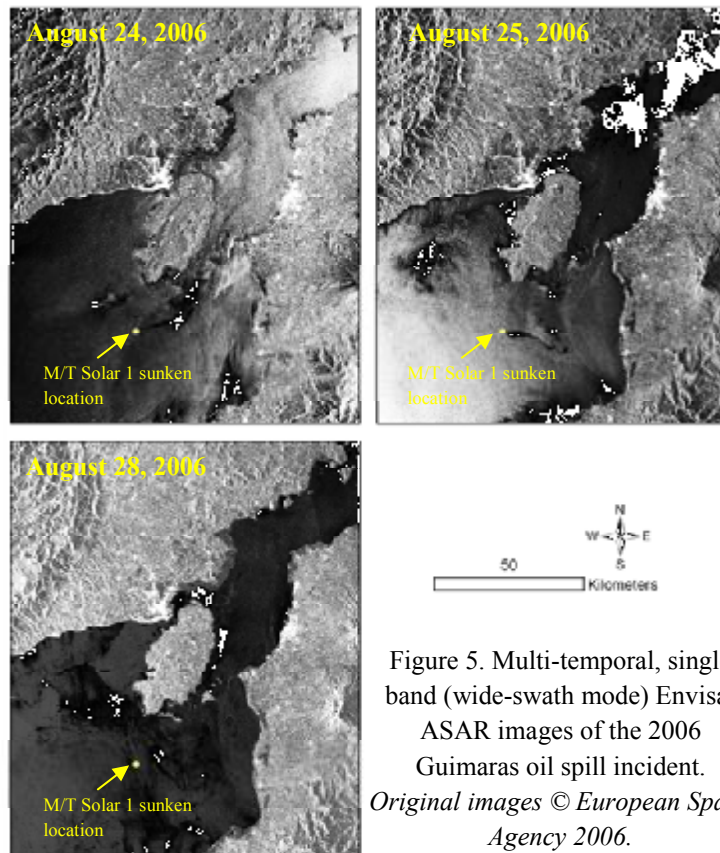 August 24, 2006
August 25, 2006
M/T Solar 1 sunken
location
M/T Solar 1 sunken
location
August 28, 2006
M/T Solar 1 sunken
location
N
W E
S
50
Kilometers
Figure 5. Multi-temporal, singl
band (wide-swath mode) Envisa
ASAR images of the 2006
Guimaras oil spill incident.
Original images © European Spa
Agency 2006.